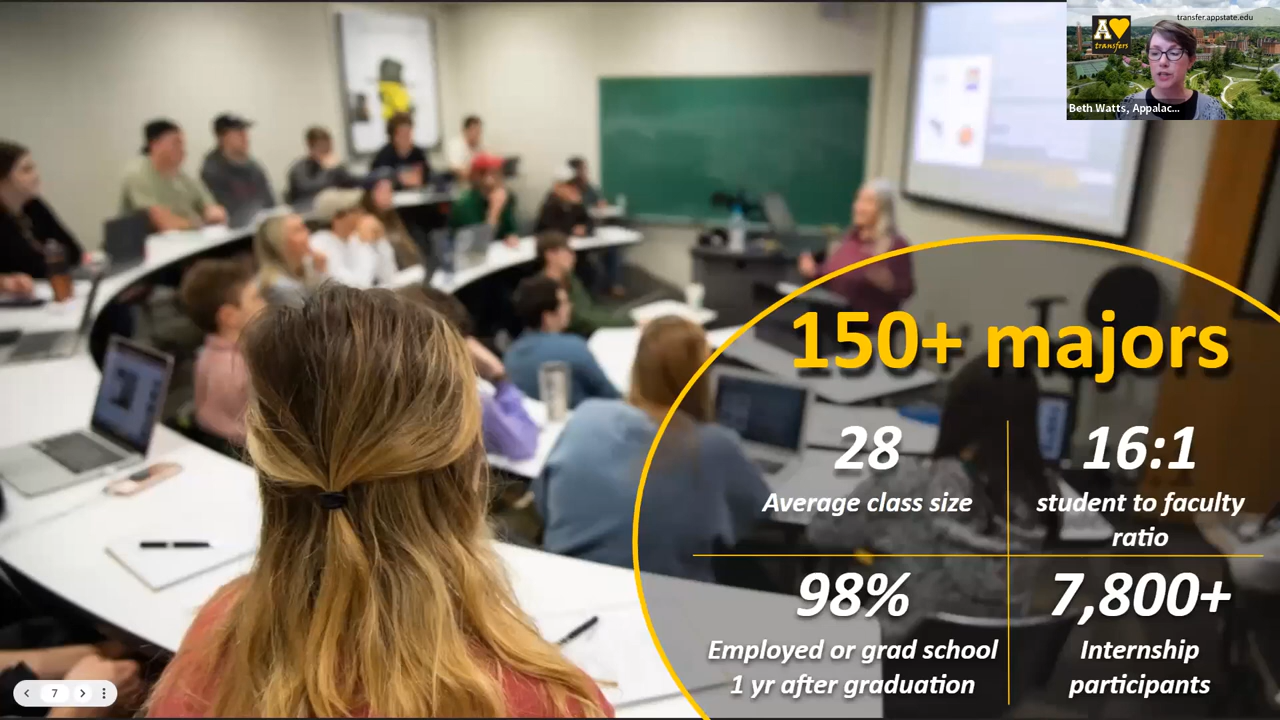 transfer.appstate.edu
A
transfers
Beth Watts, Appalac...
150+ majors
28
Average class size
16:1
student to faculty
ratio
98%
Employed or grad school
1 yr after graduation
7,800+
Internship
participants
7